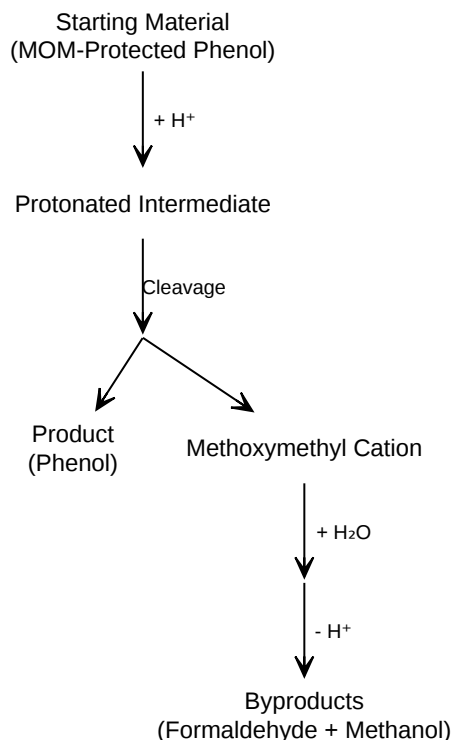 Starting Material
(MOM-Protected Phenol)
+ H⁺
Protonated Intermediate
Cleavage
Product
(Phenol)
Methoxymethyl Cation
+ H₂O
- H⁺
Byproducts
(Formaldehyde + Methanol)